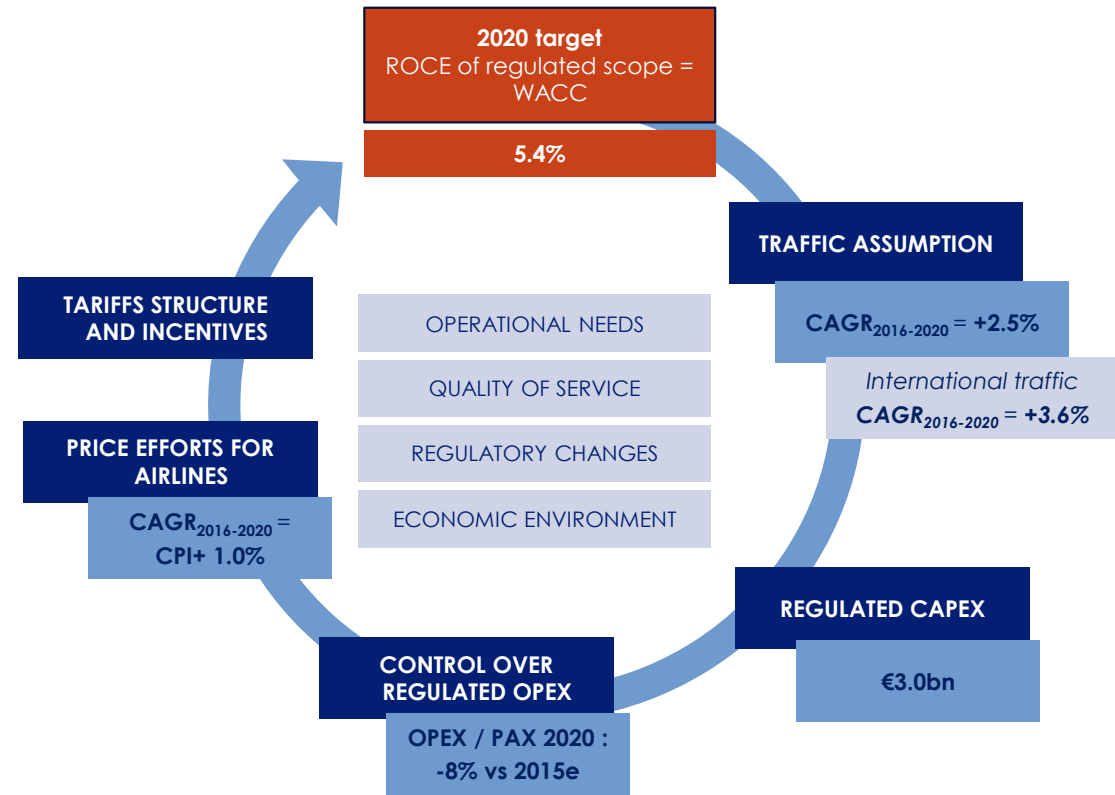 2020 target
ROCE of regulated scope =
WACC
5.4%
TRAFFIC ASSUMPTION
CAGR2016-2020 = +2.5%
International traffic
CAGR2016-2020 = +3.6%
REGULATED CAPEX
€3.0bn
CONTROL OVER
REGULATED OPEX
OPEX / PAX 2020 :
-8% vs 2015e
PRICE EFFORTS FOR
AIRLINES
CAGR2016-2020 =
CPI+ 1.0%
TARIFFS STRUCTURE
AND INCENTIVES
OPERATIONAL NEEDS
QUALITY OF SERVICE
REGULATORY CHANGES
ECONOMIC ENVIRONMENT